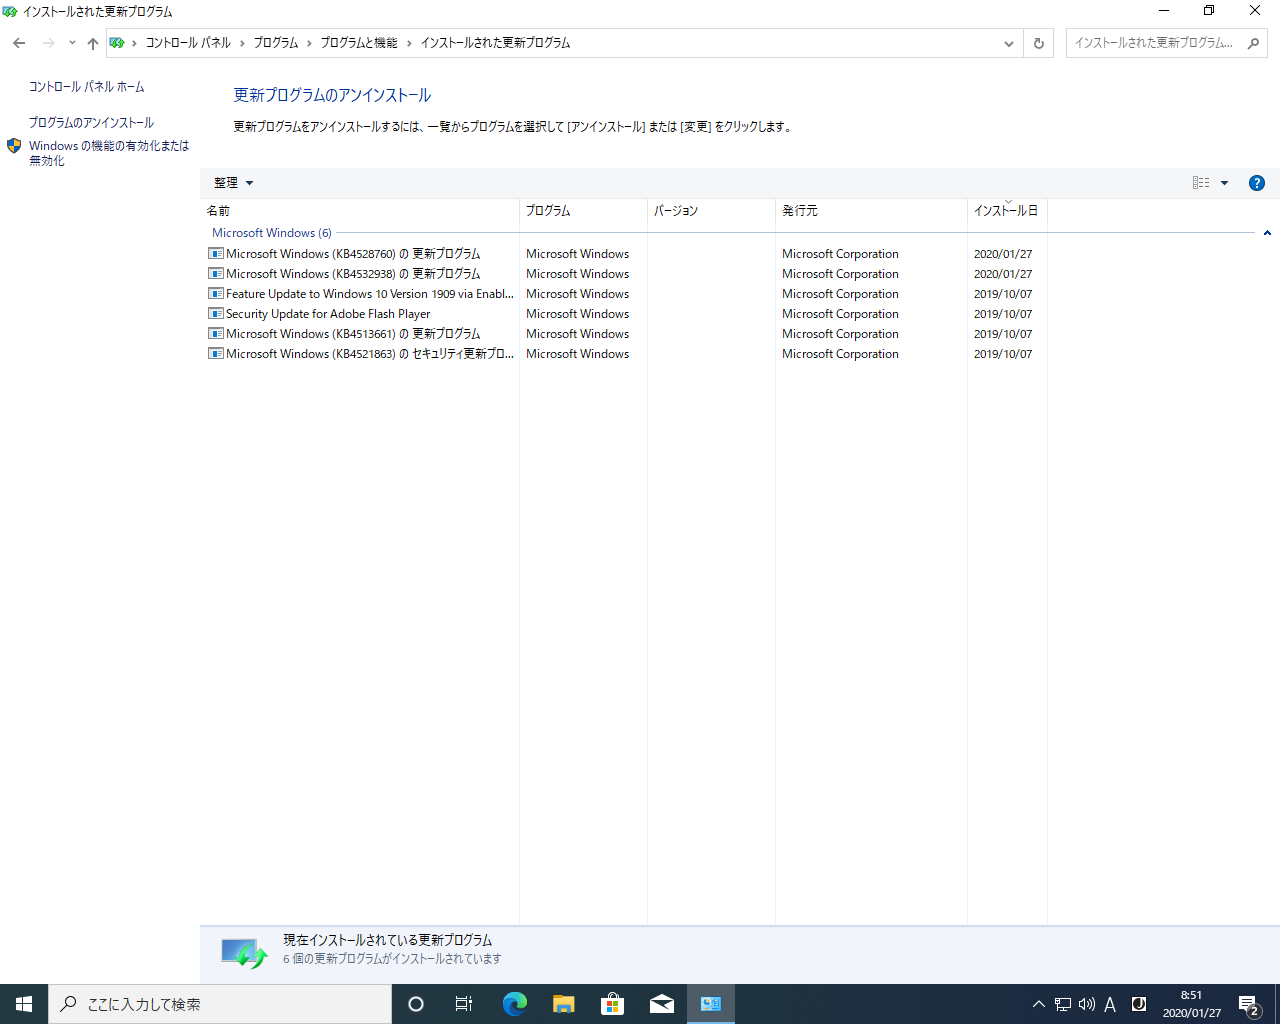 インストールされた更新プログラム
コントロール パネル › プログラム › プログラムと機能 › インストールされた更新プログラム
インストールされた更新プログラム...
コントロール パネル ホーム
プログラムのアンインストール
Windows の機能の有効化または
無効化
更新プログラムのアンインストール
更新プログラムをアンインストールするには、一覧からプログラムを選択して [アンインストール] または [変更] をクリックします。
整理
名前 プログラム バージョン 発行元 インストール日
Microsoft Windows (6)
Microsoft Windows (KB4528760) の 更新プログラム Microsoft Windows Microsoft Corporation 2020/01/27
Microsoft Windows (KB4532938) の 更新プログラム Microsoft Windows Microsoft Corporation 2020/01/27
Feature Update to Windows 10 Version 1909 via Enabl... Microsoft Windows Microsoft Corporation 2019/10/07
Security Update for Adobe Flash Player Microsoft Windows Microsoft Corporation 2019/10/07
Microsoft Windows (KB4513661) の 更新プログラム Microsoft Windows Microsoft Corporation 2019/10/07
Microsoft Windows (KB4521863) の セキュリティ更新プロ... Microsoft Windows Microsoft Corporation 2019/10/07
現在インストールされている更新プログラム
6 個の更新プログラムがインストールされています
ここに入力して検索
A
J
8:51
2020/01/27
2